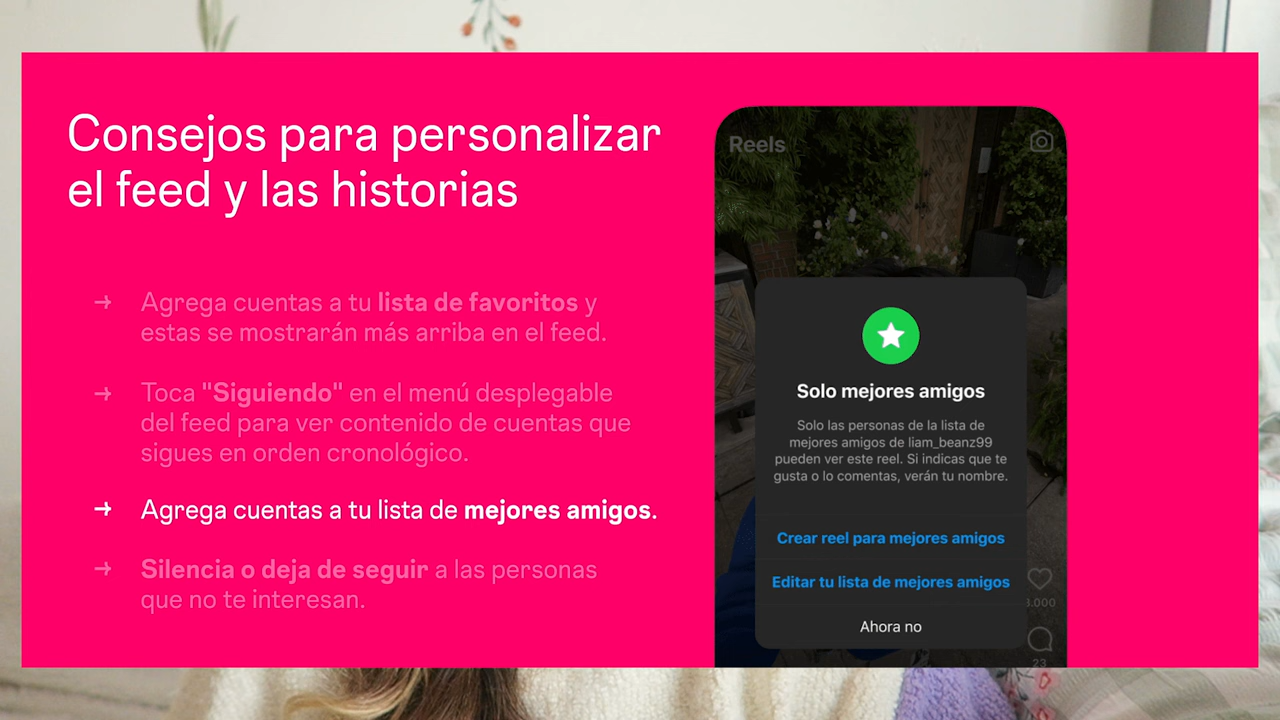 Consejos para personalizar
el feed y las historias
→ Agrega cuentas a tu lista de favoritos y
estas se mostrarán más arriba en el feed.
→ Toca "Siguiendo" en el menú desplegable
del feed para ver contenido de cuentas que
sigues en orden cronológico.
→ Agrega cuentas a tu lista de mejores amigos.
→ Silencia o deja de seguir a las personas
que no te interesan.
Reels
Solo mejores amigos
Solo las personas de la lista de
mejores amigos de liam_beanz99
pueden ver este reel. Si indicas que te
gusta o lo comentas, verán tu nombre.
Crear reel para mejores amigos
Editar tu lista de mejores amigos
Ahora no
.000
23